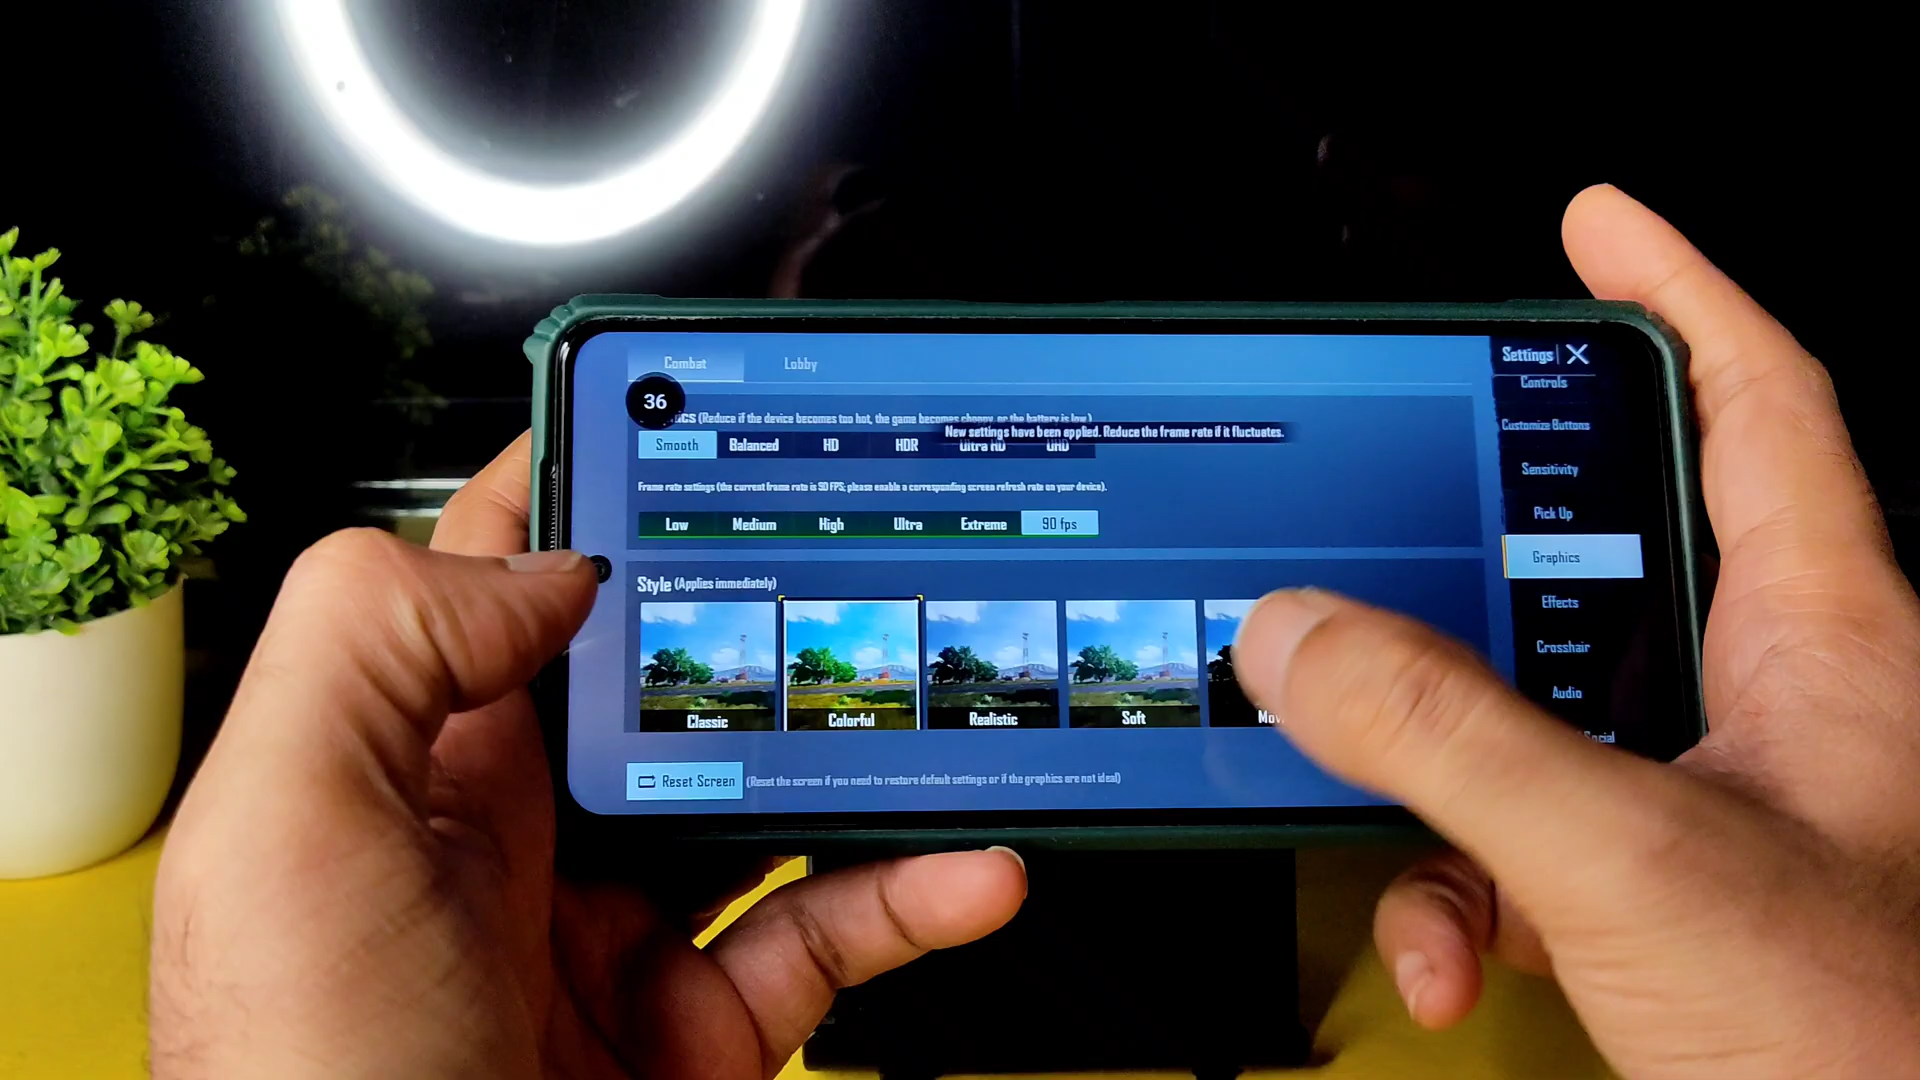 Combat Lobby
Settings
Controls
36
(Reduce if the device becomes too hot, the game becomes choppy, or the battery is low.)
New settings have been applied. Reduce the frame rate if it fluctuates.
Smooth Balanced HD HDR Ultra HD UHD
Customize Buttons
Sensitivity
Frame rate settings (the current frame rate is 90 FPS; please enable a corresponding screen refresh rate on your device).
Pick Up
Low Medium High Ultra Extreme 90 fps
Graphics
Style (Applies immediately)
Effects
Crosshair
Audio
Classic Colorful Realistic Soft
Social
Reset Screen (Reset the screen if you need to restore default settings or if the graphics are not ideal)